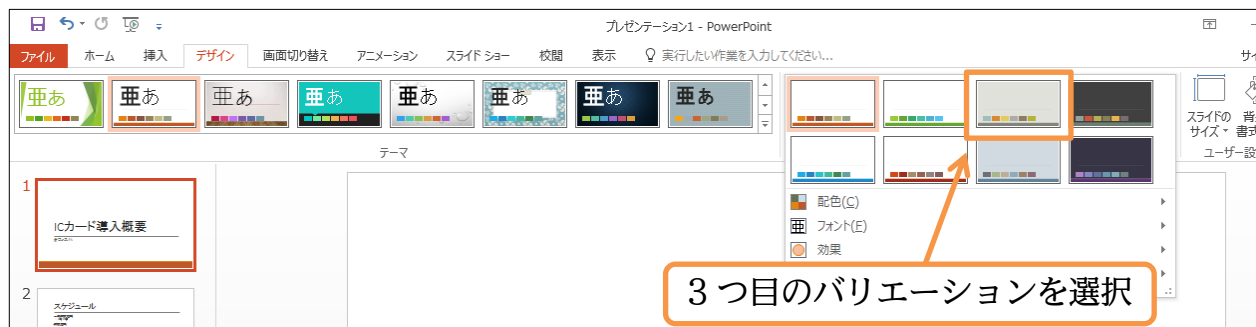 プレゼンテーション1 - PowerPoint
ファイル ホーム 挿入 デザイン 画面切り替え アニメーション スライド ショー 校閲 表示 実行したい作業を入力してください... サイ
亜あ 亜あ 亜あ 亜あ 亜あ 亜あ 亜あ 亜あ
スライドの
サイズ 書式
テーマ
ユーザー設
配色(C)
亜 フォント(F)
効果
3つ目のバリエーションを選択
1
ICカード導入概要
2
スケジュール